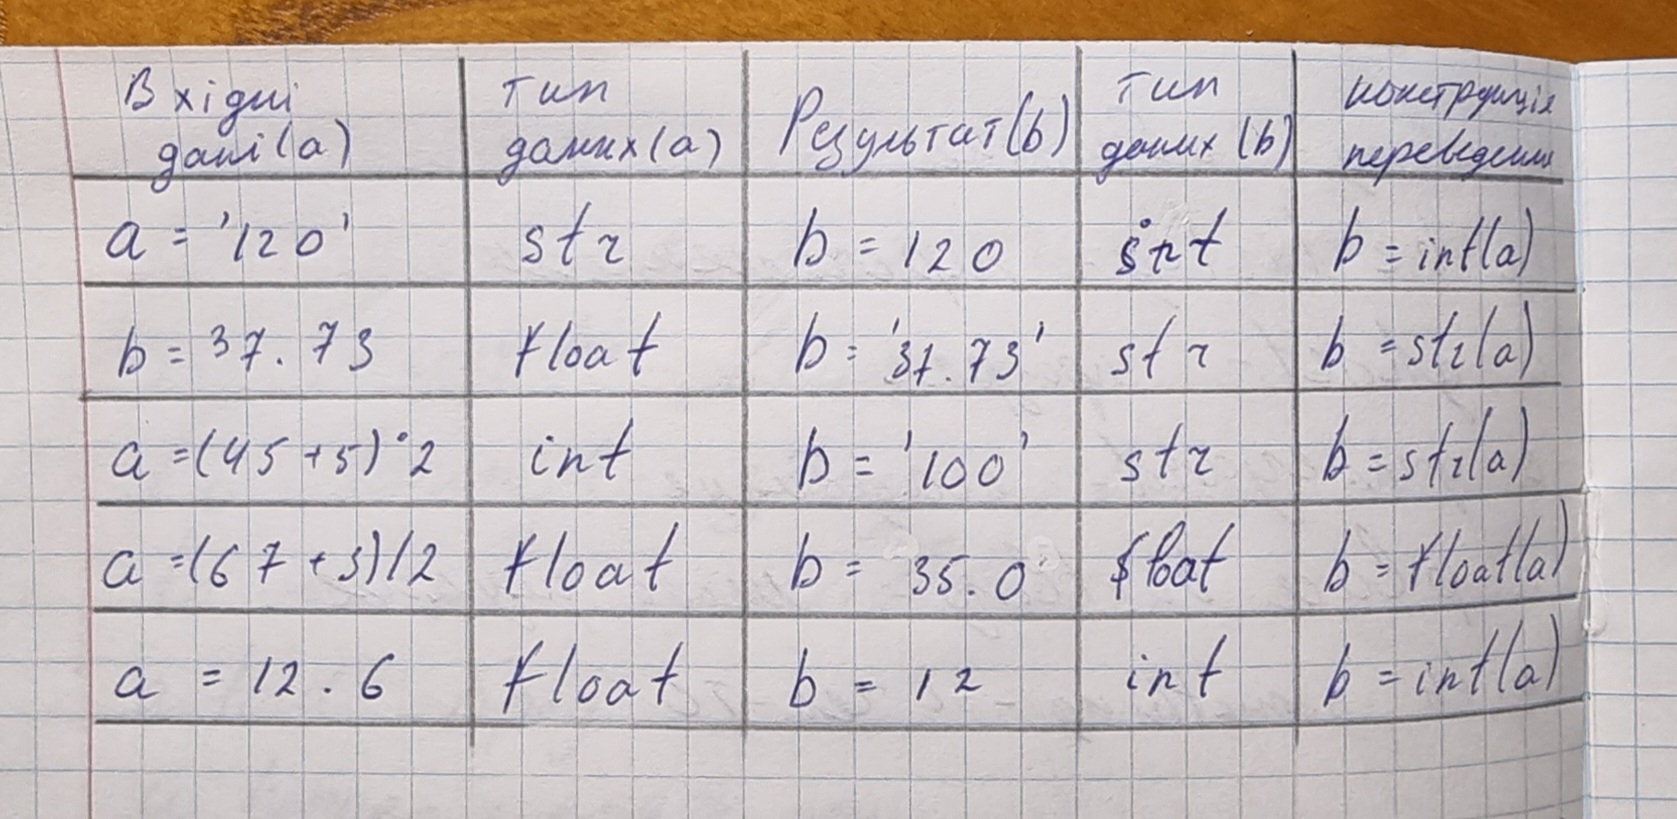 Вхідні дані(a) Тип даних(a) Результат(b) Тип даних (b) конструкція переведення
a = '120' str b = 120 int b = int(a)
b = 37.73 float b = '37.73' str b = str(a)
a =(45+5)*2 int b = '100' str b = str(a)
a =(67+3)/2 float b = 35.0 float b = float(a)
a = 12.6 float b = 12 int b = int(a)